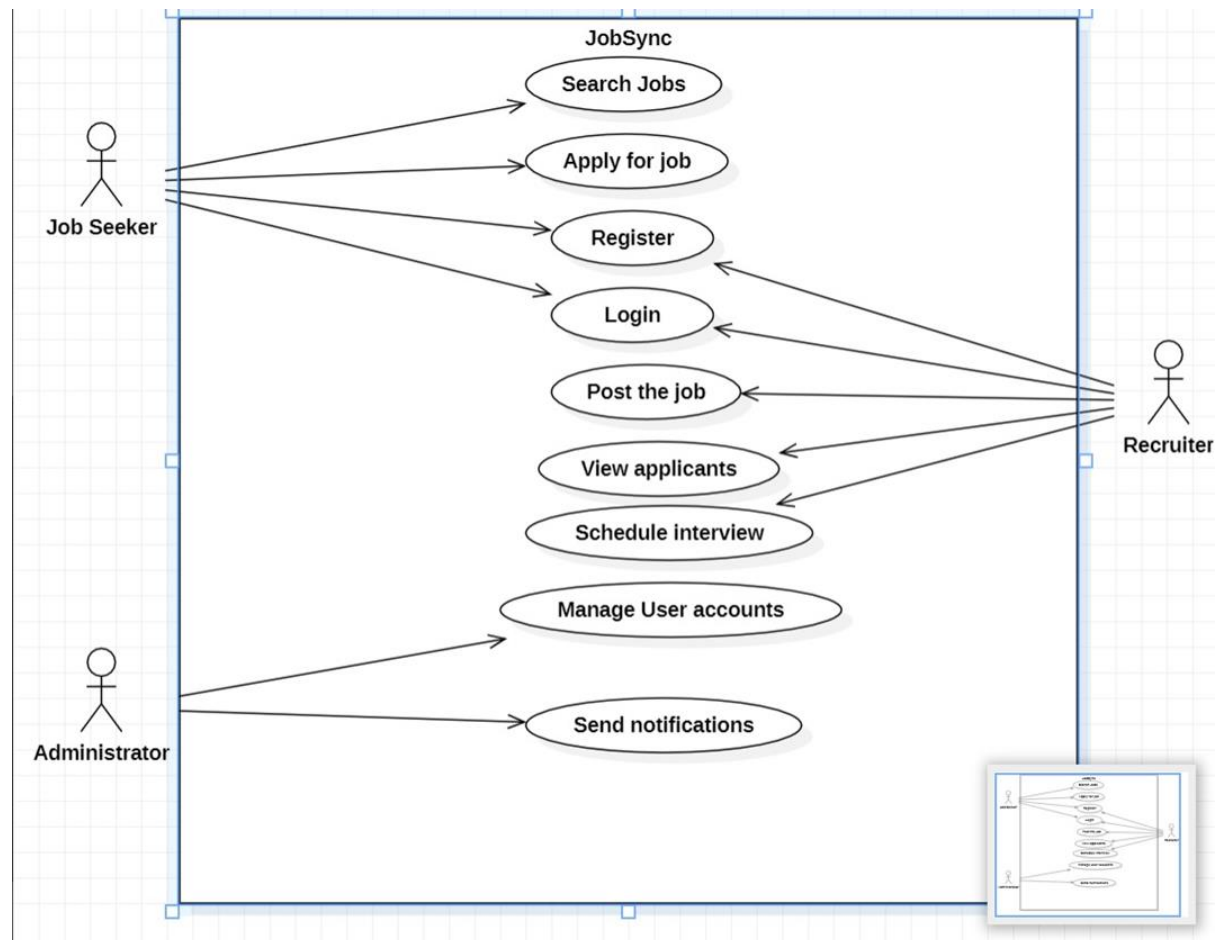 JobSync
Search Jobs
Apply for job
Register
Job Seeker
Login
Post the job
Recruiter
View applicants
Schedule interview
Manage User accounts
Send notifications
Administrator